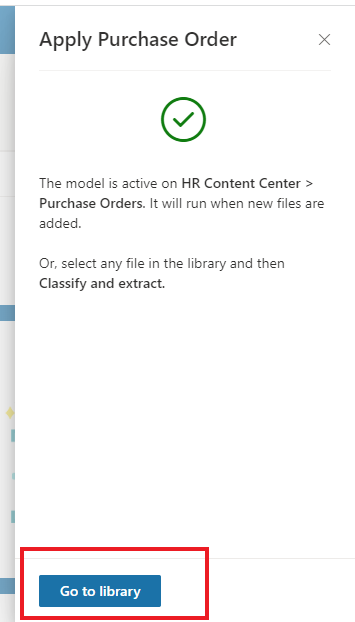 Apply Purchase Order
The model is active on HR Content Center >
Purchase Orders. It will run when new files are
added.
Or, select any file in the library and then
Classify and extract.
Go to library